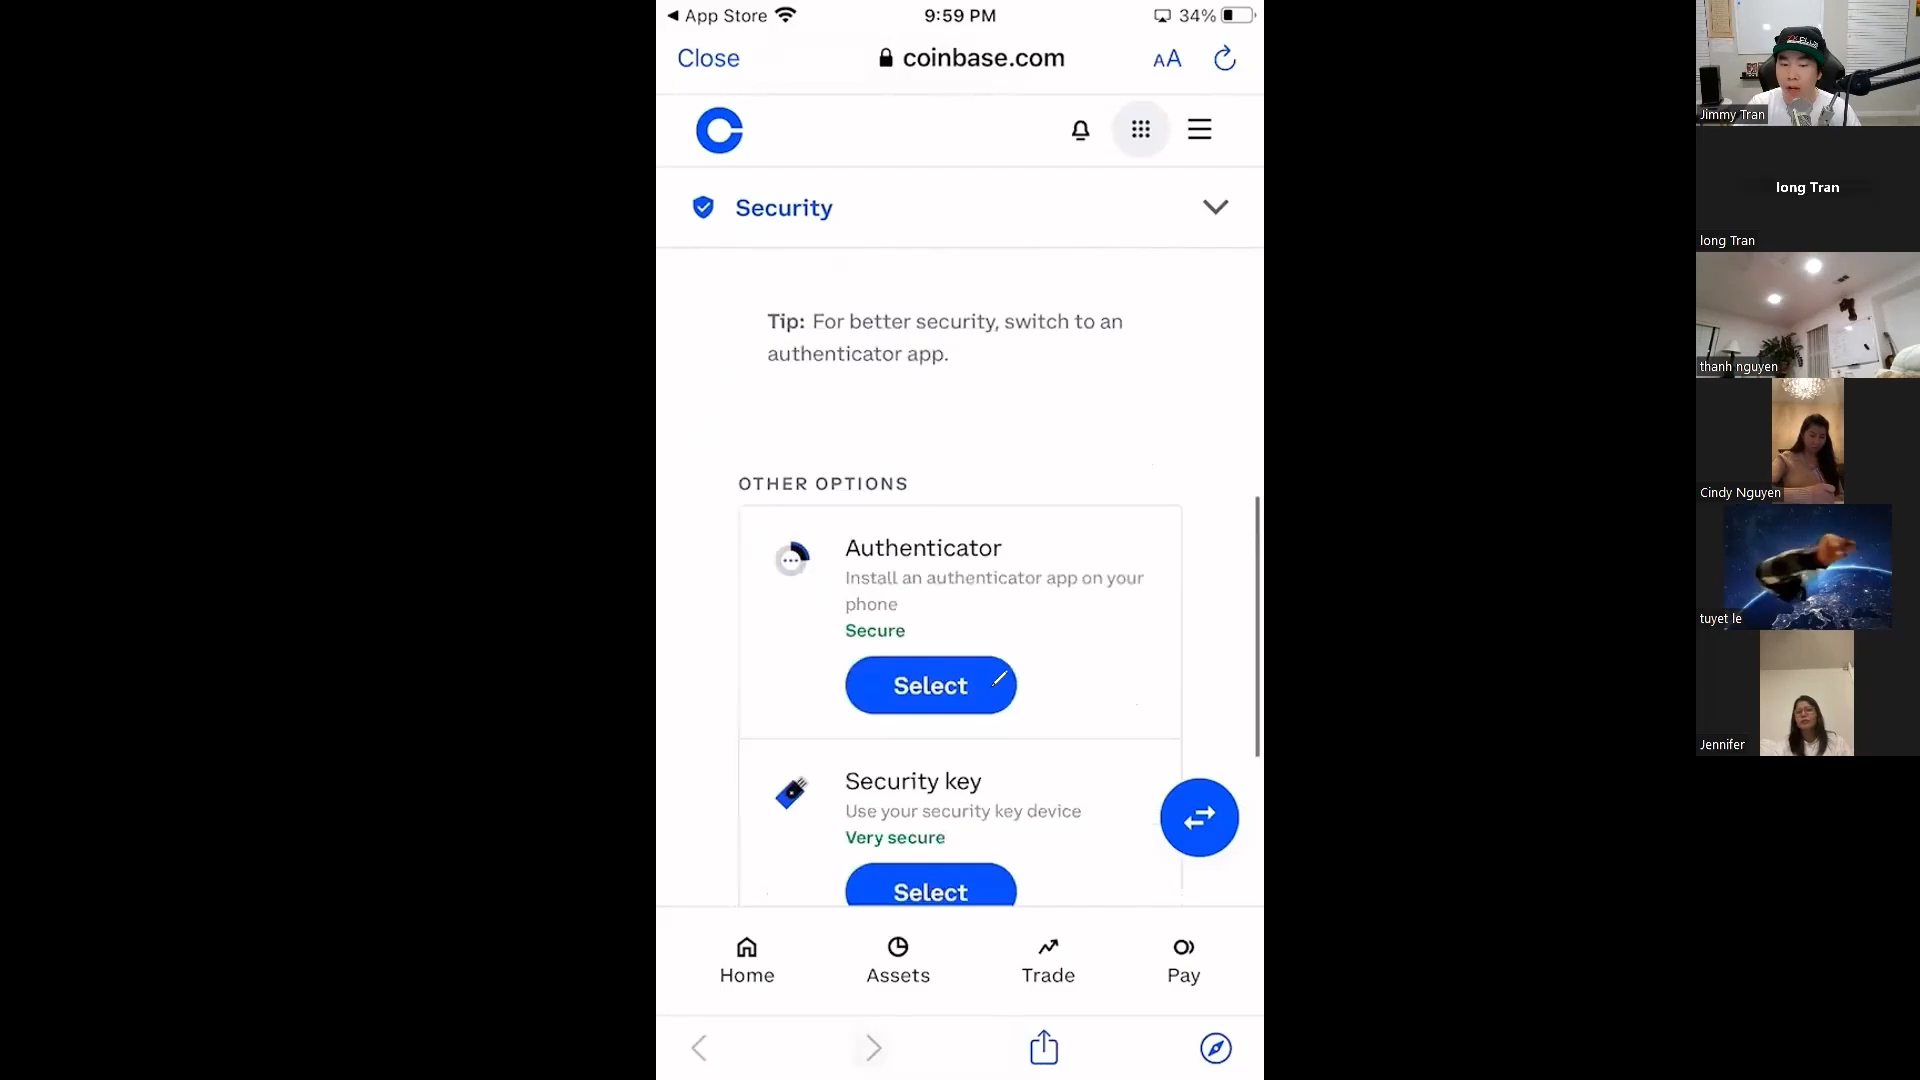 App Store
9:59 PM
34%
Close
coinbase.com
AA
Security
Tip: For better security, switch to an
authenticator app.
OTHER OPTIONS
Authenticator
Install an authenticator app on your
phone
Secure
Select
Security key
Use your security key device
Very secure
Select
Home
Assets
Trade
Pay
Jimmy Tran
long Tran
long Tran
thanh nguyen
Cindy Nguyen
tuyet le
Jennifer